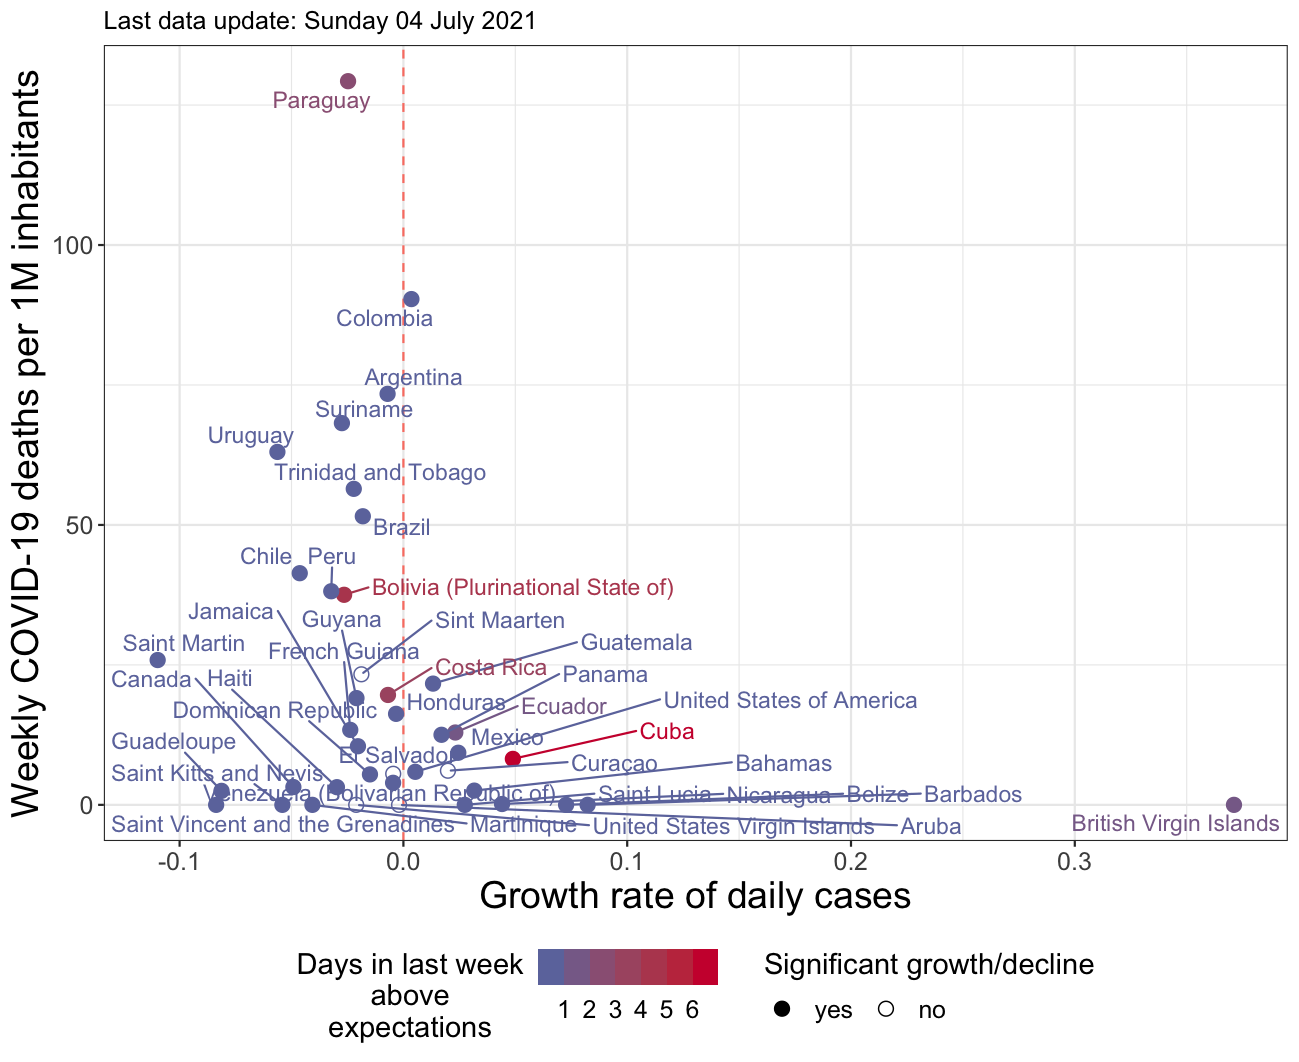 Last data update: Sunday 04 July 2021
Weekly COVID-19 deaths per 1M inhabitants
100
50
0
Paraguay
Colombia
Argentina
Suriname
Uruguay
Trinidad and Tobago
Brazil
Chile
Peru
Bolivia (Plurinational State of)
Jamaica
Guyana
Sint Maarten
Saint Martin
French Guiana
Guatemala
Canada
Haiti
Costa Rica
Panama
Dominican Republic
Honduras
Ecuador
United States of America
Guadeloupe
El Salvador
Mexico
Cuba
Saint Kitts and Nevis
Curaçao
Bahamas
Venezuela (Bolivarian Republic of)
Saint Lucia
Nicaragua
Belize
Barbados
Saint Vincent and the Grenadines
Martinique
United States Virgin Islands
Aruba
British Virgin Islands
-0.1
0.0
0.1
0.2
0.3
Growth rate of daily cases
Days in last week
above
expectations
1 2 3 4 5 6
Significant growth/decline
yes
no